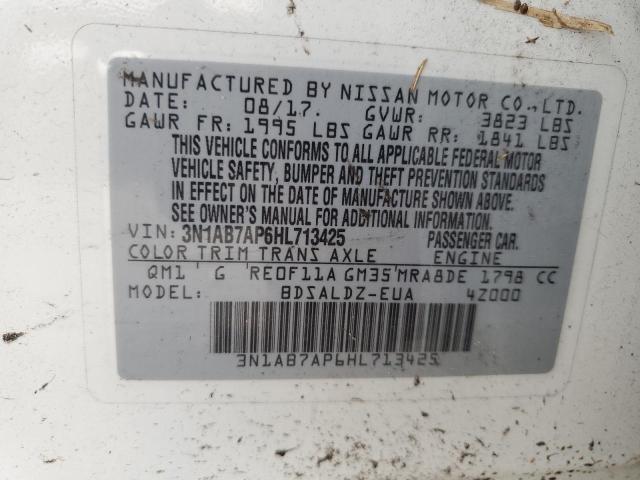 MANUFACTURED BY NISSAN MOTOR CO., LTD.
DATE: 08/17. GVWR: 3823 LBS
GAWR FR: 1995 LBS GAWR RR: 1841 LBS
THIS VEHICLE CONFORMS TO ALL APPLICABLE FEDERAL MOTOR
VEHICLE SAFETY, BUMPER AND THEFT PREVENTION STANDARDS
IN EFFECT ON THE DATE OF MANUFACTURE SHOWN ABOVE.
SEE OWNER'S MANUAL FOR ADDITIONAL INFORMATION.
VIN: 3N1AB7AP6HL713425 PASSENGER CAR.
COLOR TRIM TRANS AXLE ENGINE
QM1 G RE0F11A GM35 MRA8DE 1798 CC
MODEL: BDSALDZ-EUA 4Z000
3N1AB7AP6HL713425